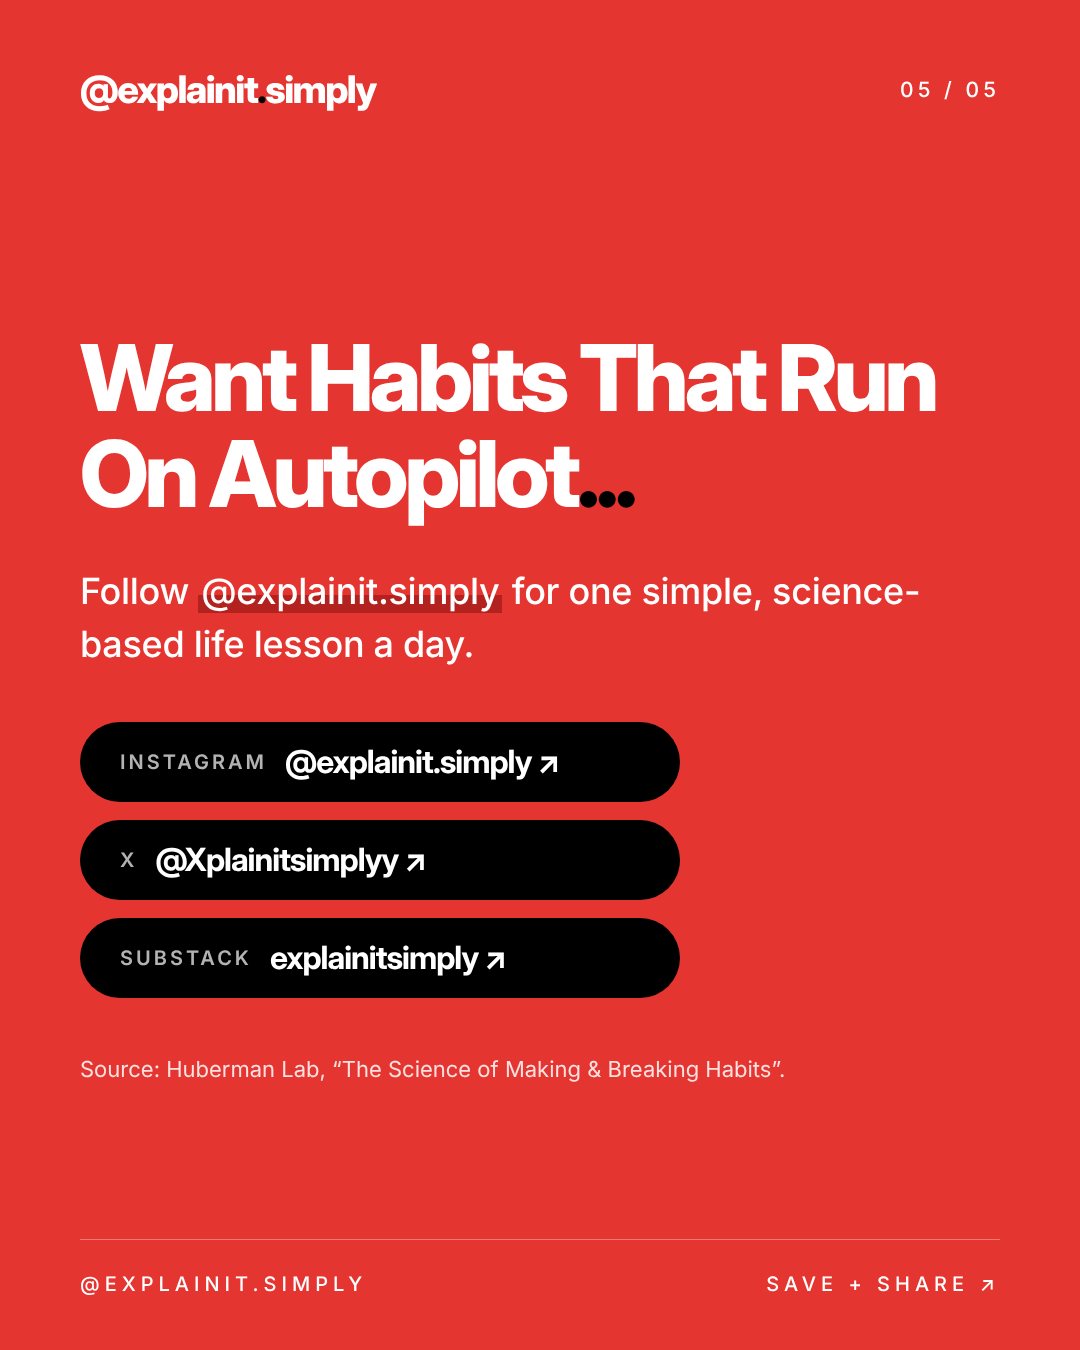 @explainit.simply
05 / 05
Want Habits That Run
On Autopilot...
Follow @explainit.simply for one simple, science-
based life lesson a day.
INSTAGRAM @explainit.simply ↗
X @Xplainitsimplyy ↗
SUBSTACK explainitsimply ↗
Source: Huberman Lab, “The Science of Making & Breaking Habits”.
@EXPLAINIT.SIMPLY
SAVE + SHARE ↗